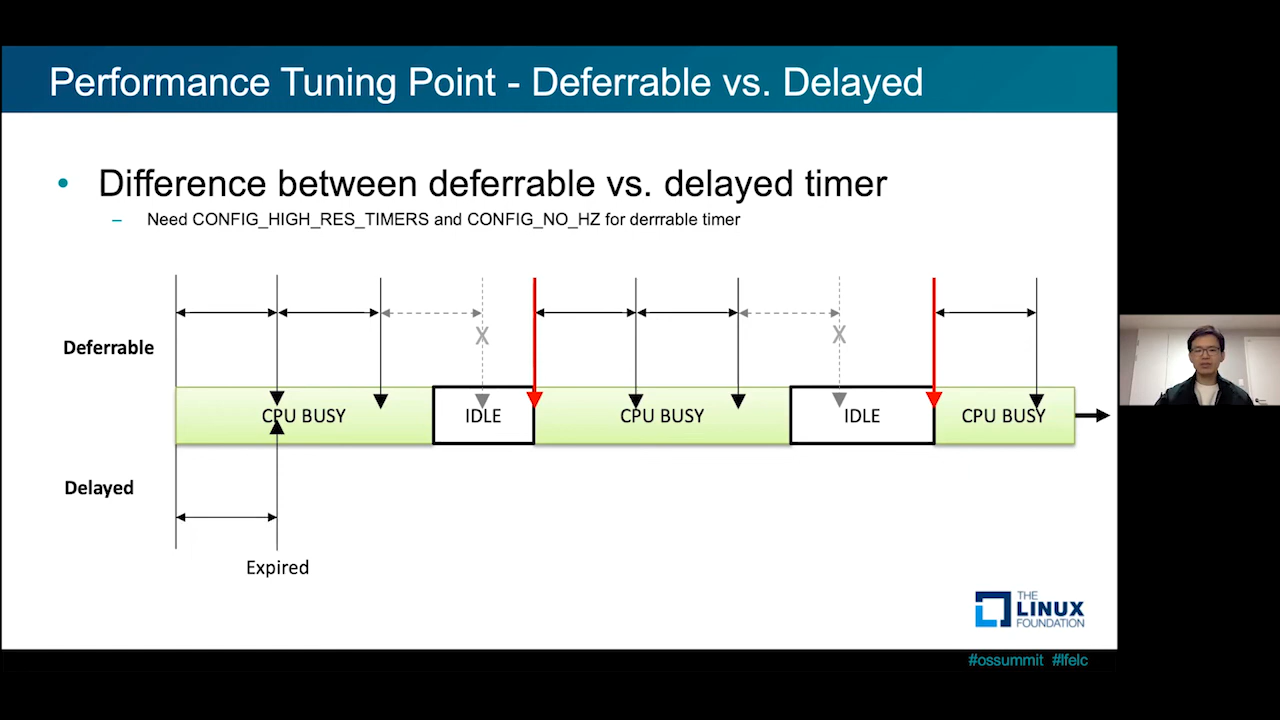 Performance Tuning Point - Deferrable vs. Delayed
• Difference between deferrable vs. delayed timer
– Need CONFIG_HIGH_RES_TIMERS and CONFIG_NO_HZ for derrrable timer
X
X
Deferrable
CPU BUSY
IDLE
CPU BUSY
IDLE
CPU BUSY
Delayed
Expired
THE
LINUX
FOUNDATION
#ossummit #lfelc